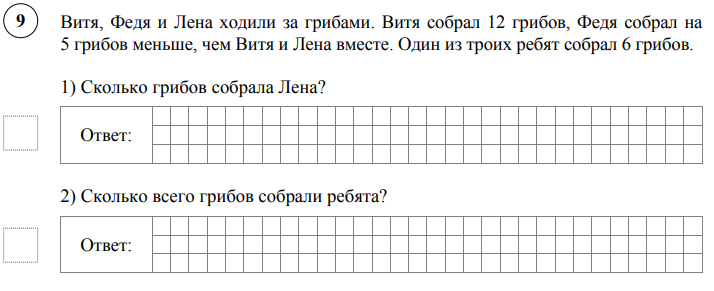 9
Витя, Федя и Лена ходили за грибами. Витя собрал 12 грибов, Федя собрал на
5 грибов меньше, чем Витя и Лена вместе. Один из троих ребят собрал 6 грибов.
1) Сколько грибов собрала Лена?
Ответ:
2) Сколько всего грибов собрали ребята?
Ответ: